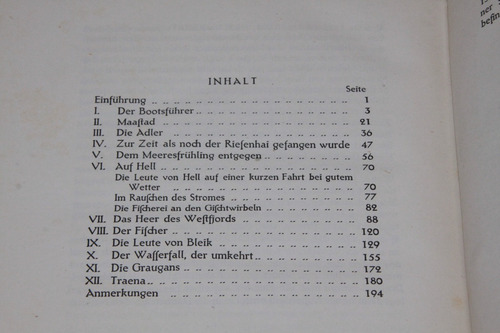 INHALT
Seite
Einführung .. .. .. .. .. .. .. .. .. .. .. .. 1
I. Der Bootsführer .. .. .. .. .. .. .. .. .. .. 3
II. Maaſtad .. .. .. .. .. .. .. .. .. .. .. 21
III. Die Adler .. .. .. .. .. .. .. .. .. .. .. 36
IV. Zur Zeit als noch der Rieſenhai gefangen wurde 47
V. Dem Meeresfrühling entgegen .. .. .. .. .. 56
VI. Auf Hell .. .. .. .. .. .. .. .. .. .. .. 70
Die Leute von Hell auf einer kurzen Fahrt bei gutem
Wetter .. .. .. .. .. .. .. .. .. .. 70
Im Rauſchen des Stromes .. .. .. .. .. .. 77
Die Fiſcherei an den Giſchtwirbeln .. .. .. .. 82
VII. Das Heer des Weſtfjords .. .. .. .. .. .. 88
VIII. Der Fiſcher .. .. .. .. .. .. .. .. .. .. 120
IX. Die Leute von Bleik .. .. .. .. .. .. .. 129
X. Der Waſſerfall, der umkehrt .. .. .. .. .. 155
XI. Die Graugans .. .. .. .. .. .. .. .. .. 172
XII. Traena .. .. .. .. .. .. .. .. .. .. .. 180
Anmerkungen .. .. .. .. .. .. .. .. .. .. .. 194